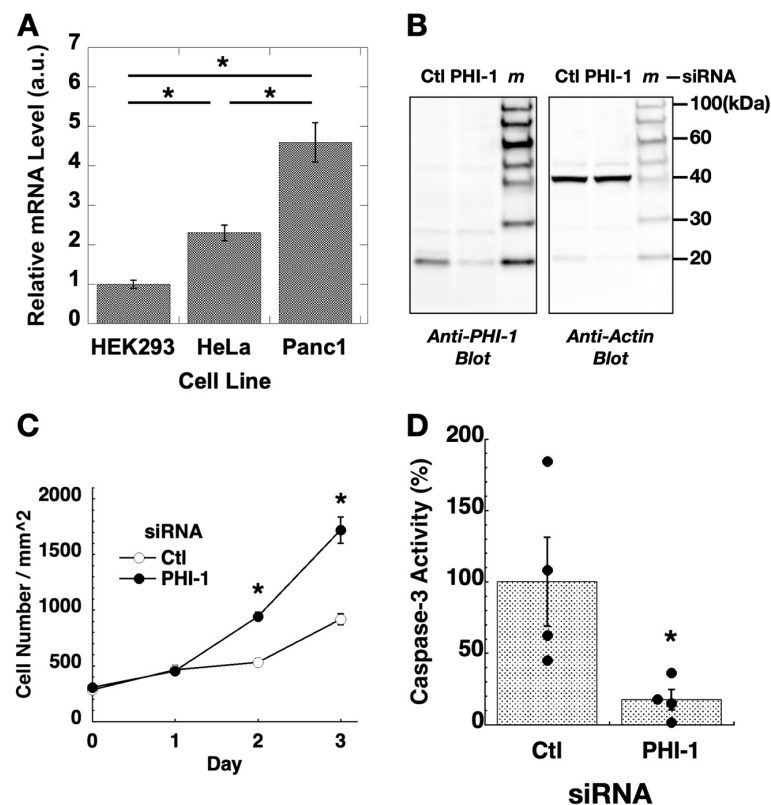 A
Relative mRNA Level (a.u.)
7
6
5
4
3
2
1
0
*
*
*
HEK293 HeLa Panc1
Cell Line
B
Ctl PHI-1 m
Ctl PHI-1 m –siRNA
100(kDa)
60
40
30
20
Anti-PHI-1
Blot
Anti-Actin
Blot
C
Cell Number / mm^2
2000
1500
1000
500
0
siRNA
Ctl
PHI-1
*
*
0 1 2 3
Day
D
Caspase-3 Activity (%)
200
150
100
50
0
*
Ctl PHI-1
siRNA